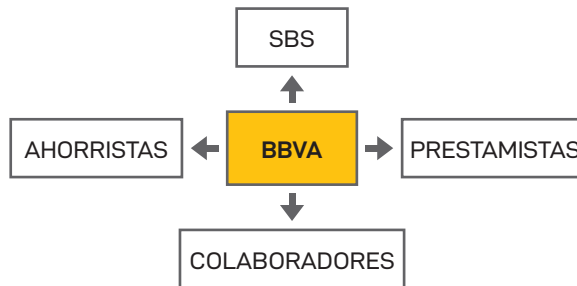 SBS
AHORRISTAS
BBVA
PRESTAMISTAS
COLABORADORES